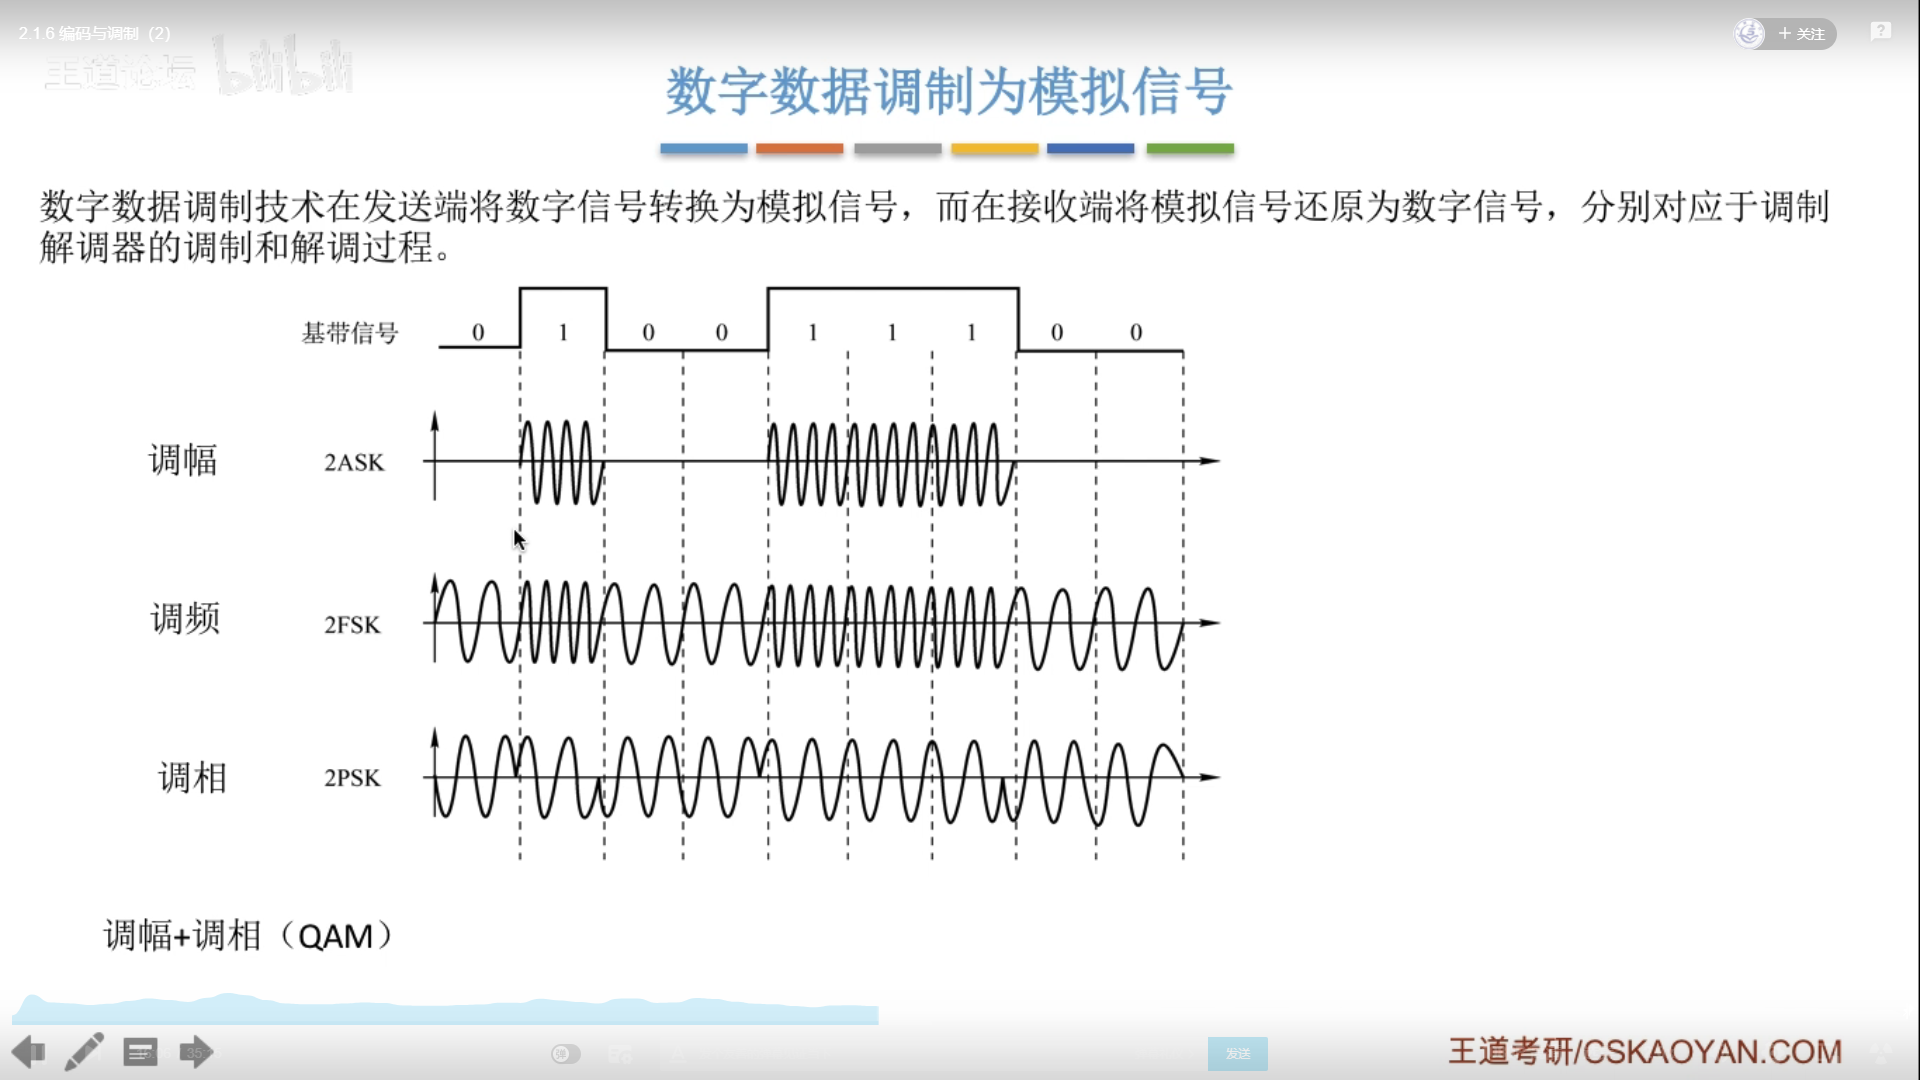 2.1.6 编码与调制（2）
+ 关注
王道论坛 bilibili
数字数据调制为模拟信号
数字数据调制技术在发送端将数字信号转换为模拟信号，而在接收端将模拟信号还原为数字信号，分别对应于调制
解调器的调制和解调过程。
基带信号 0 1 0 0 1 1 1 0 0
调幅 2ASK
调频 2FSK
调相 2PSK
调幅+调相（QAM）
弹
发送
王道考研/CSKAOYAN.COM